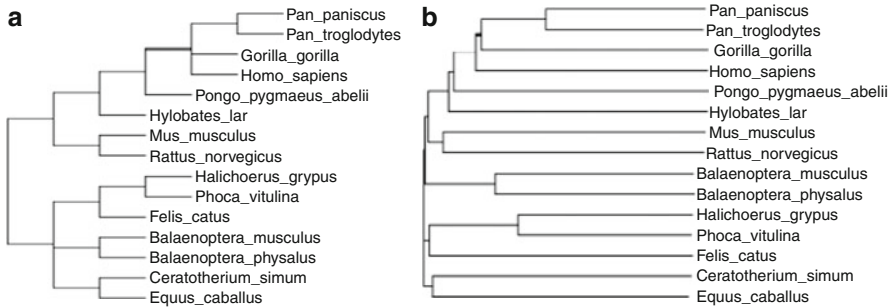 a
Pan_paniscus
Pan_troglodytes
Gorilla_gorilla
Homo_sapiens
Pongo_pygmaeus_abelii
Hylobates_lar
Mus_musculus
Rattus_norvegicus
Halichoerus_grypus
Phoca_vitulina
Felis_catus
Balaenoptera_musculus
Balaenoptera_physalus
Ceratotherium_simum
Equus_caballus
b
Pan_paniscus
Pan_troglodytes
Gorilla_gorilla
Homo_sapiens
Pongo_pygmaeus_abelii
Hylobates_lar
Mus_musculus
Rattus_norvegicus
Balaenoptera_musculus
Balaenoptera_physalus
Halichoerus_grypus
Phoca_vitulina
Felis_catus
Ceratotherium_simum
Equus_caballus